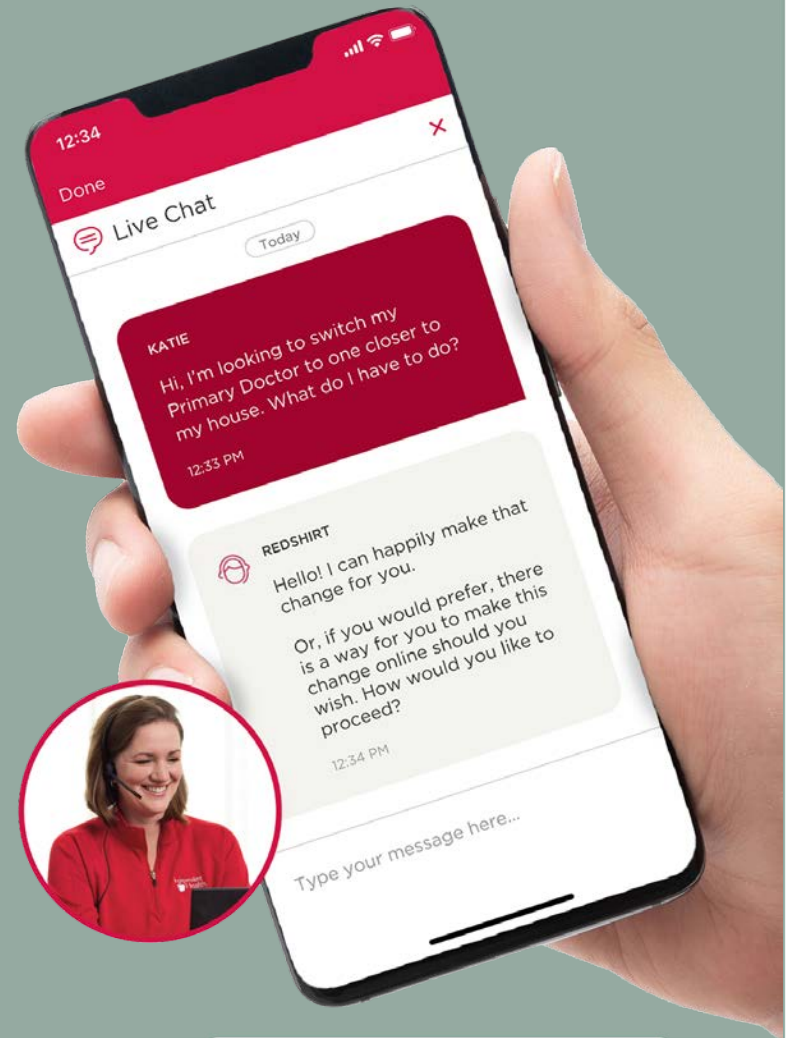 12:34
Done
Live Chat
Today
KATIE
Hi, I'm looking to switch my
Primary Doctor to one closer to
my house. What do I have to do?
12:33 PM
REDSHIRT
Hello! I can happily make that
change for you.
Or, if you would prefer, there
is a way for you to make this
change online should you
wish. How would you like to
proceed?
12:34 PM
Type your message here...
Independent
Health